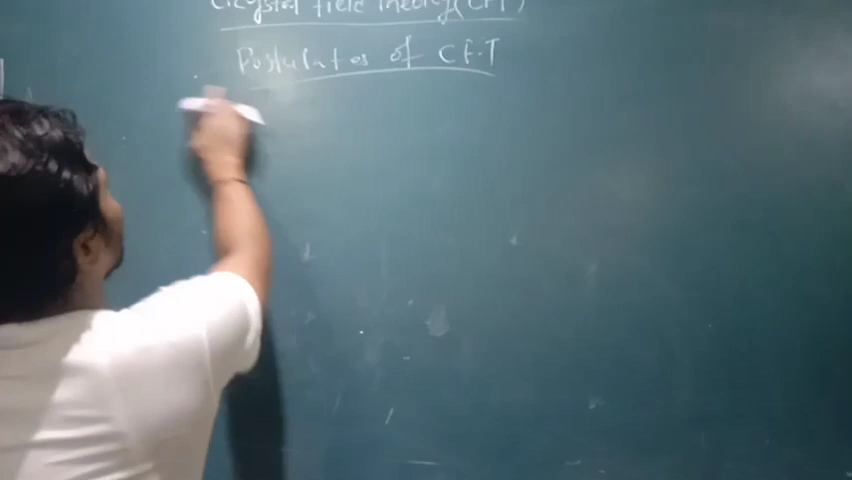 Crystal field Theory (CFT)
Postulates of CFT